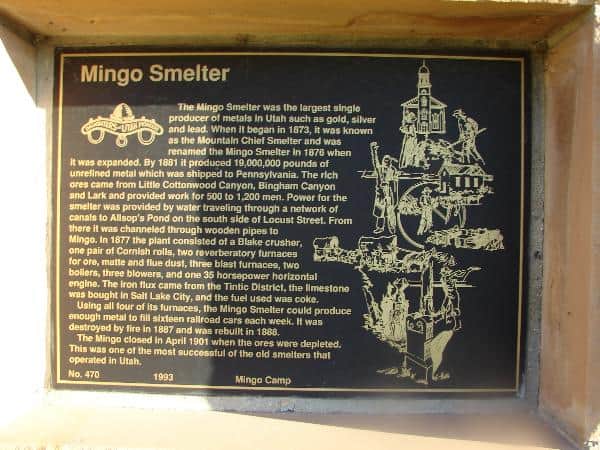 Mingo Smelter
DAUGHTERS OF UTAH PIONEERS
The Mingo Smelter was the largest single
producer of metals in Utah such as gold, silver
and lead. When it began in 1873, it was known
as the Mountain Chief Smelter and was
renamed the Mingo Smelter in 1876 when
it was expanded. By 1881 it produced 19,000,000 pounds of
unrefined metal which was shipped to Pennsylvania. The rich
ores came from Little Cottonwood Canyon, Bingham Canyon
and Lark and provided work for 500 to 1,200 men. Power for the
smelter was provided by water traveling through a network of
canals to Allsop's Pond on the south side of Locust Street. From
there it was channeled through wooden pipes to
Mingo. In 1877 the plant consisted of a Blake crusher,
one pair of Cornish rolls, two reverberatory furnaces
for ore, matte and flue dust, three blast furnaces, two
boilers, three blowers, and one 35 horsepower horizontal
engine. The iron flux came from the Tintic District, the limestone
was bought in Salt Lake City, and the fuel used was coke.
Using all four of its furnaces, the Mingo Smelter could produce
enough metal to fill sixteen railroad cars each week. It was
destroyed by fire in 1887 and was rebuilt in 1888.
The Mingo closed in April 1901 when the ores were depleted.
This was one of the most successful of the old smelters that
operated in Utah.
No. 470 1993 Mingo Camp